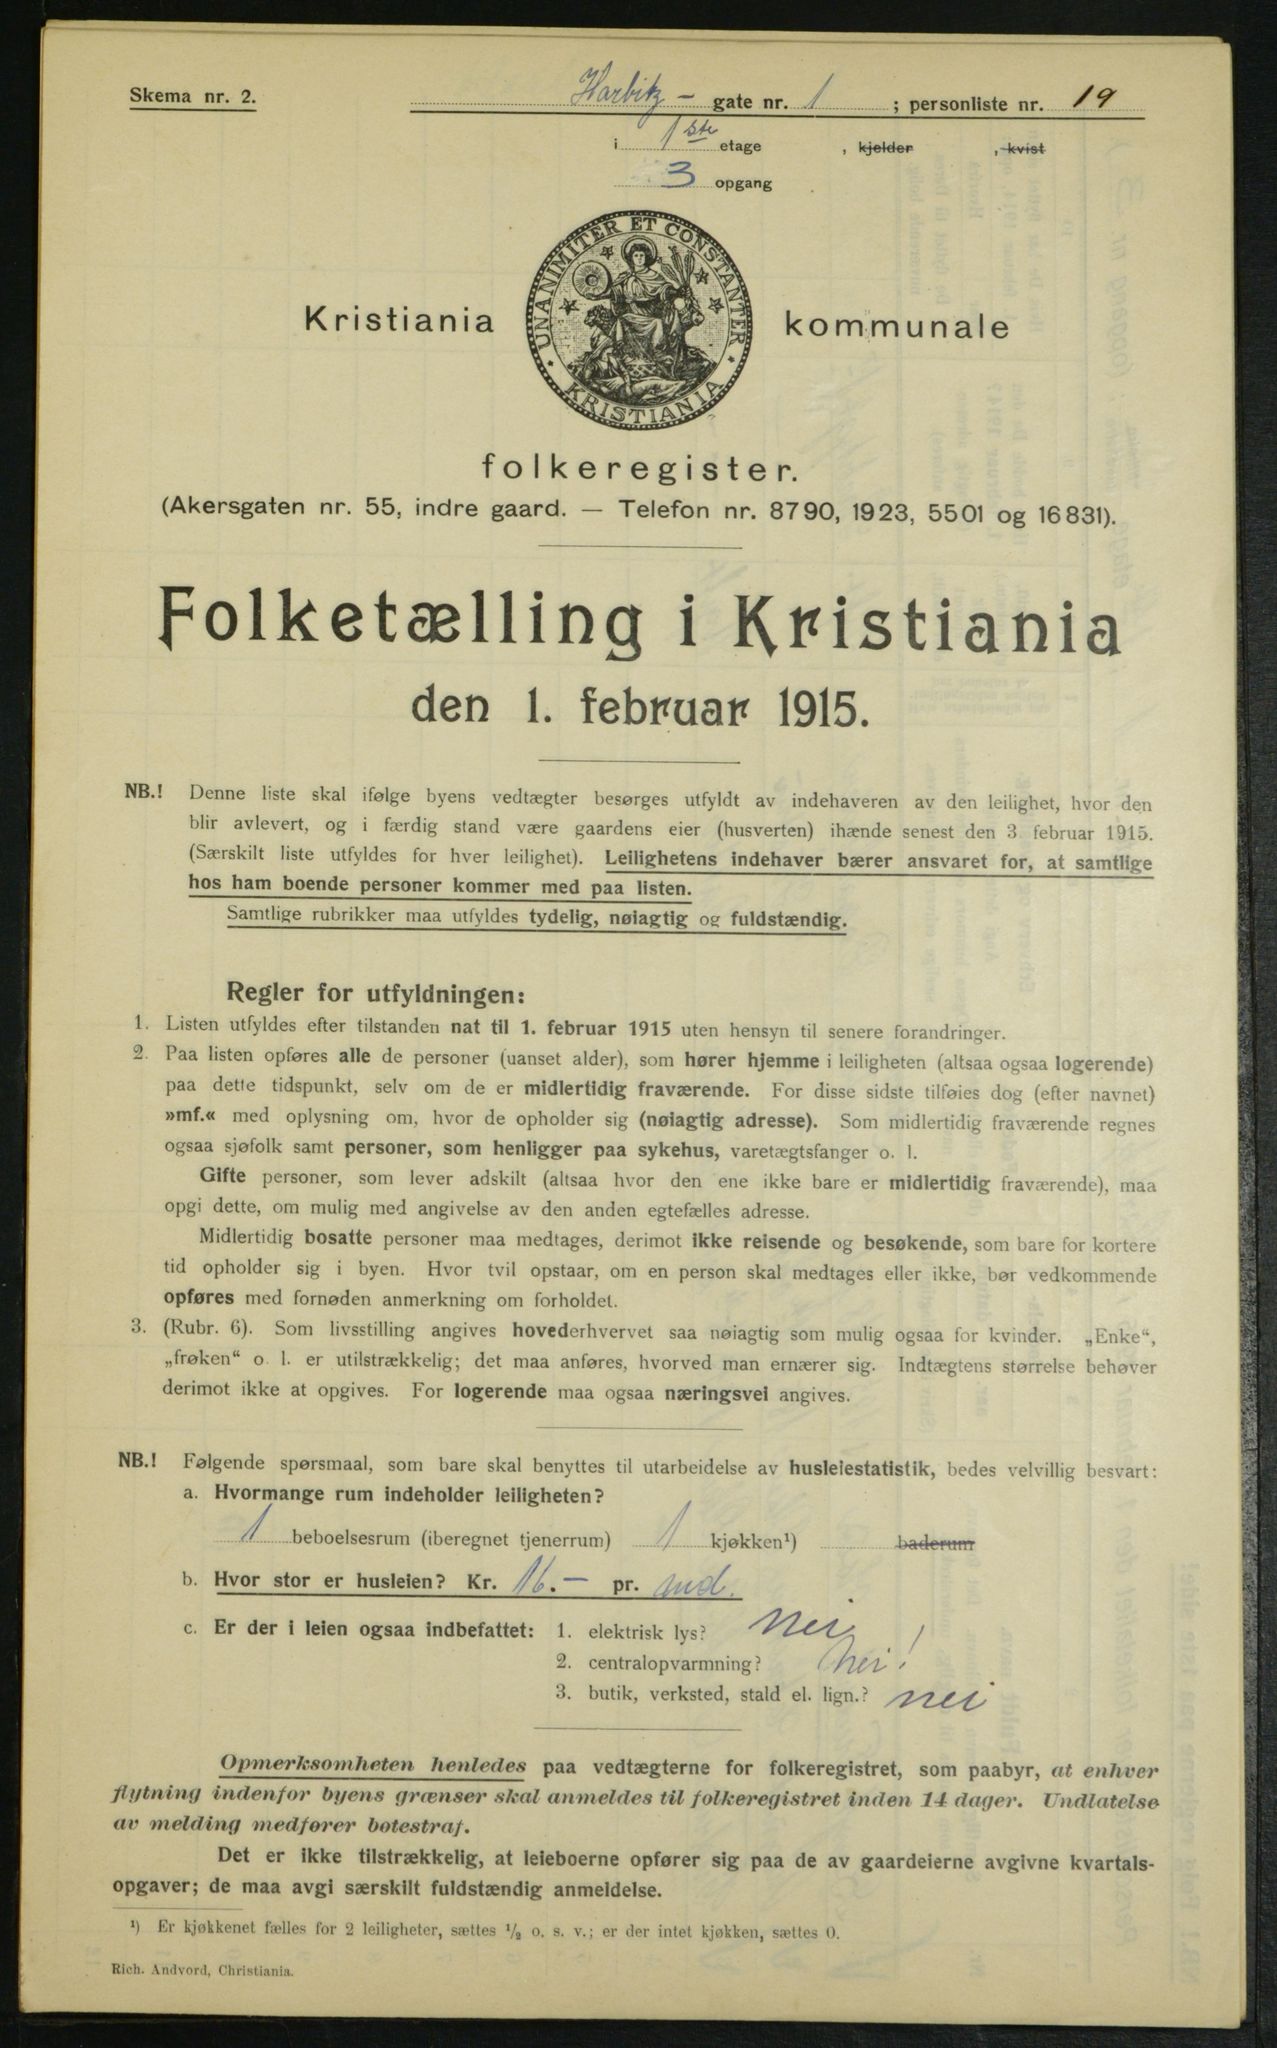 Skema nr. 2.
Harbitz- gate nr. 1 ; personliste nr. 19
i 1ste etage , kjelder , kvist
3 opgang
UNANIMITER ET CONSTANTER
KRISTIANIA
Kristiania kommunale
folkeregister.
(Akersgaten nr. 55, indre gaard. — Telefon nr. 8790, 1923, 5501 og 16831).
Folketælling i Kristiania
den 1. februar 1915.
NB.! Denne liste skal ifølge byens vedtægter besørges utfyldt av indehaveren av den leilighet, hvor den
blir avlevert, og i færdig stand være gaardens eier (husverten) ihænde senest den 3. februar 1915.
(Særskilt liste utfyldes for hver leilighet). Leilighetens indehaver bærer ansvaret for, at samtlige
hos ham boende personer kommer med paa listen.
Samtlige rubrikker maa utfyldes tydelig, nøiagtig og fuldstændig.
Regler for utfyldningen:
1. Listen utfyldes efter tilstanden nat til 1. februar 1915 uten hensyn til senere forandringer.
2. Paa listen opføres alle de personer (uanset alder), som hører hjemme i leiligheten (altsaa ogsaa logerende)
paa dette tidspunkt, selv om de er midlertidig fraværende. For disse sidste tilføies dog (efter navnet)
»mf.« med oplysning om, hvor de opholder sig (nøiagtig adresse). Som midlertidig fraværende regnes
ogsaa sjøfolk samt personer, som henligger paa sykehus, varetægtsfanger o. l.
Gifte personer, som lever adskilt (altsaa hvor den ene ikke bare er midlertidig fraværende), maa
opgi dette, om mulig med angivelse av den anden egtefælles adresse.
Midlertidig bosatte personer maa medtages, derimot ikke reisende og besøkende, som bare for kortere
tid opholder sig i byen. Hvor tvil opstaar, om en person skal medtages eller ikke, bør vedkommende
opføres med fornøden anmerkning om forholdet.
3. (Rubr. 6). Som livsstilling angives hovederhvervet saa nøiagtig som mulig ogsaa for kvinder. „Enke“,
„frøken“ o. l. er utilstrækkelig; det maa anføres, hvorved man ernærer sig. Indtægtens størrelse behøver
derimot ikke at opgives. For logerende maa ogsaa næringsvei angives.
NB.! Følgende spørsmaal, som bare skal benyttes til utarbeidelse av husleiestatistik, bedes velvillig besvart:
a. Hvormange rum indeholder leiligheten?
1 beboelsesrum (iberegnet tjenerrum) 1 kjøkken¹) baderum
b. Hvor stor er husleien? Kr. 16.- pr. md.
c. Er der i leien ogsaa indbefattet: 1. elektrisk lys? Nei
2. centralopvarmning? Nei!
3. butik, verksted, stald el. lign.? nei
Opmerksomheten henledes paa vedtægterne for folkeregistret, som paabyr, at enhver
flytning indenfor byens grænser skal anmeldes til folkeregistret inden 14 dager. Undlatelse
av melding medfører bøtestraf.
Det er ikke tilstrækkelig, at leieboerne opfører sig paa de av gaardeierne avgivne kvartals-
opgaver; de maa avgi særskilt fuldstændig anmeldelse.
¹) Er kjøkkenet fælles for 2 leiligheter, sættes ½ o. s. v.; er der intet kjøkken, sættes 0.
Rich. Andvord, Christiania.